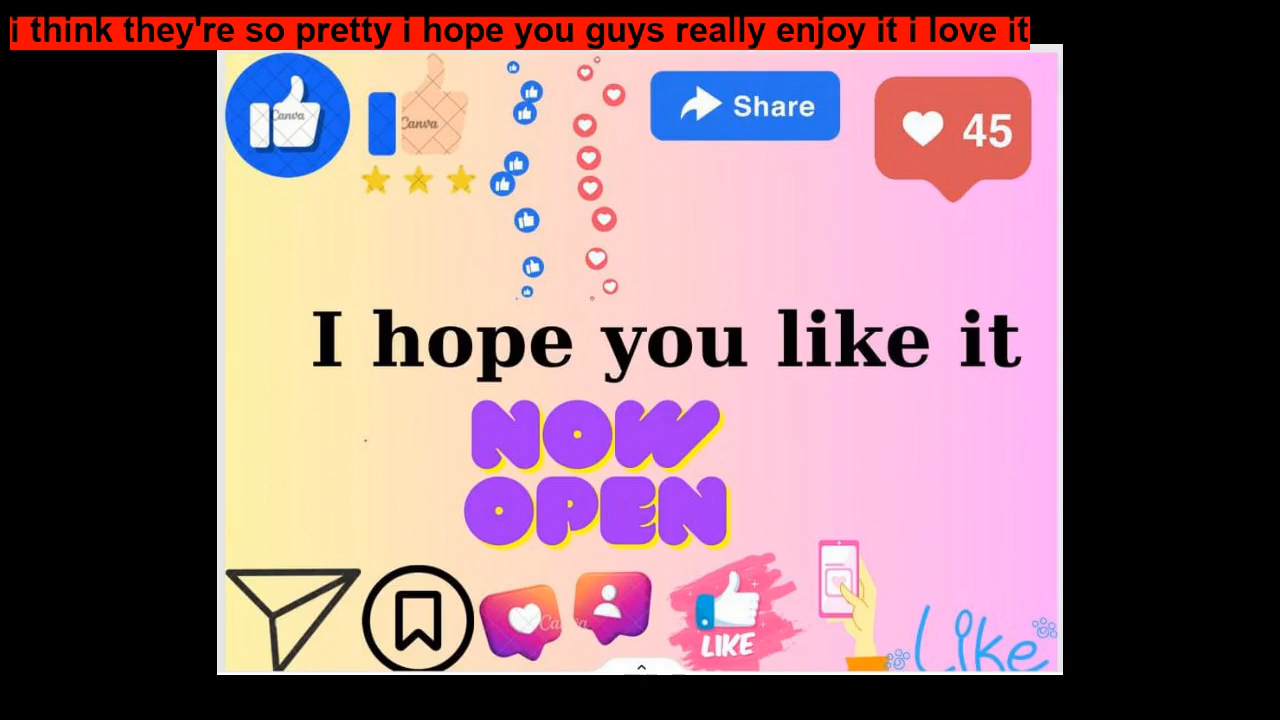 i think they're so pretty i hope you guys really enjoy it i love it
Canva
Canva
Share
45
I hope you like it
NOW
OPEN
Canva
LIKE
Like